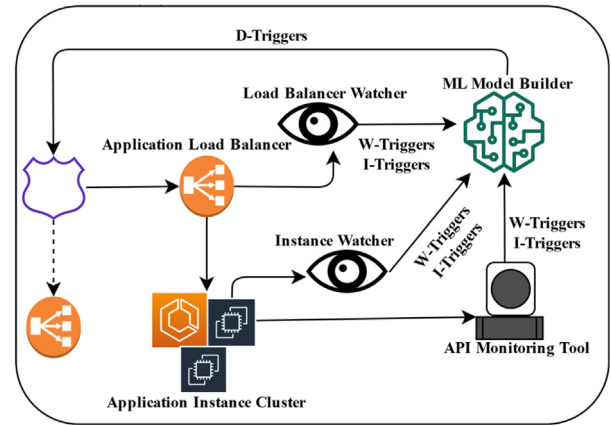 D-Triggers
ML Model Builder
Load Balancer Watcher
W-Triggers
I-Triggers
Application Load Balancer
Instance Watcher
W-Triggers
I-Triggers
W-Triggers
I-Triggers
API Monitoring Tool
Application Instance Cluster